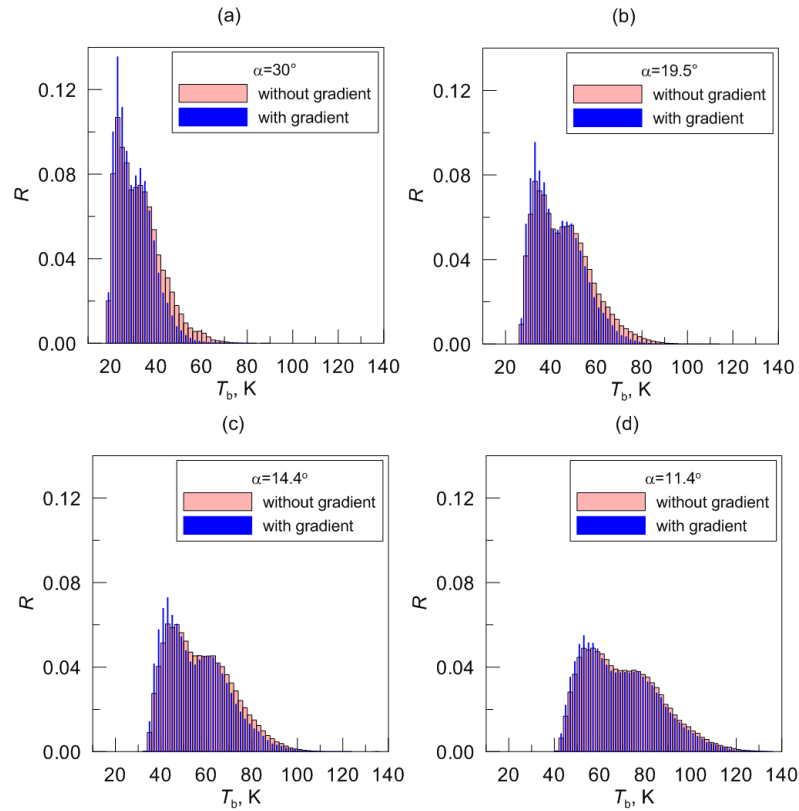 (a)
α=30°
without gradient
with gradient
0.12
0.08
0.04
0.00
R
20 40 60 80 100 120 140
T_b, K
(b)
α=19.5°
without gradient
with gradient
0.12
0.08
0.04
0.00
R
20 40 60 80 100 120 140
T_b, K
(c)
α=14.4°
without gradient
with gradient
0.12
0.08
0.04
0.00
R
20 40 60 80 100 120 140
T_b, K
(d)
α=11.4°
without gradient
with gradient
0.12
0.08
0.04
0.00
R
20 40 60 80 100 120 140
T_b, K